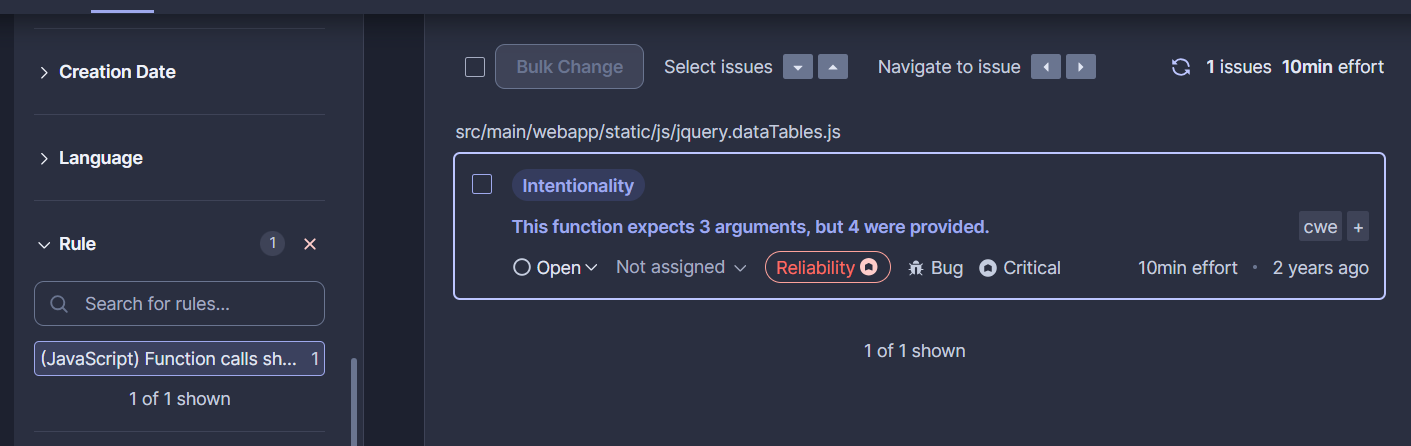 Creation Date
Language
Rule 1
Search for rules...
(JavaScript) Function calls sh... 1
1 of 1 shown
Bulk Change Select issues Navigate to issue 1 issues 10min effort
src/main/webapp/static/js/jquery.dataTables.js
Intentionality
This function expects 3 arguments, but 4 were provided. cwe +
Open Not assigned Reliability Bug Critical 10min effort • 2 years ago
1 of 1 shown